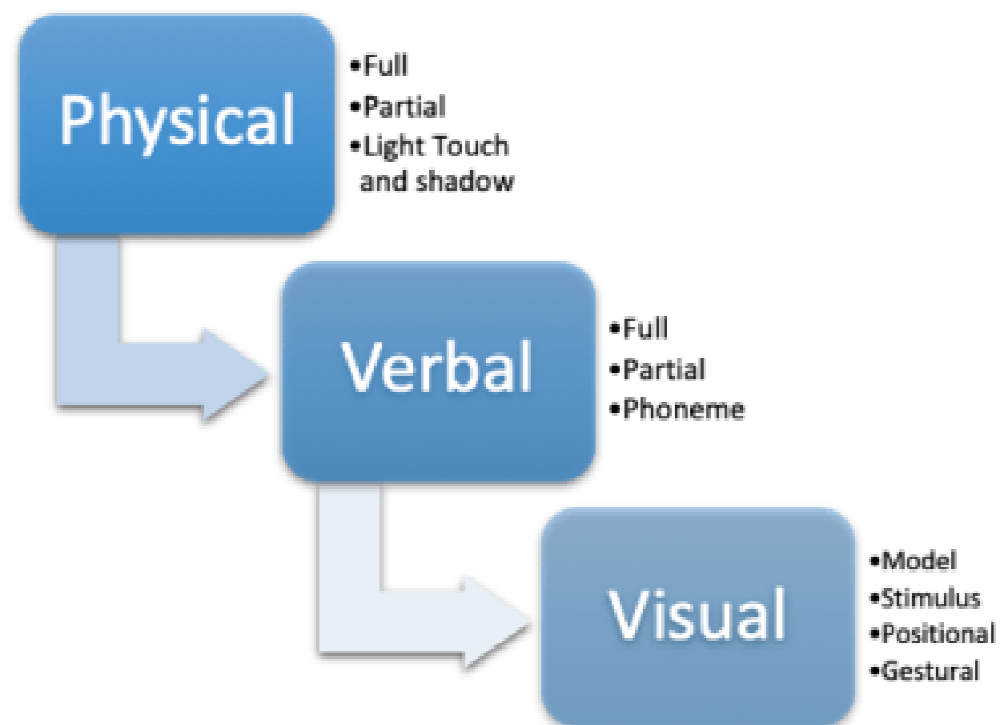 Physical
•Full
•Partial
•Light Touch
and shadow
Verbal
•Full
•Partial
•Phoneme
Visual
•Model
•Stimulus
•Positional
•Gestural